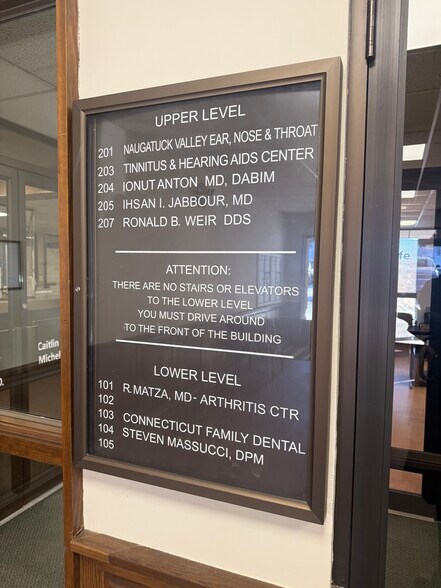 UPPER LEVEL
201 NAUGATUCK VALLEY EAR, NOSE & THROAT
203 TINNITUS & HEARING AIDS CENTER
204 IONUT ANTON MD, DABIM
205 IHSAN I. JABBOUR, MD
207 RONALD B. WEIR DDS
ATTENTION:
THERE ARE NO STAIRS OR ELEVATORS
TO THE LOWER LEVEL
YOU MUST DRIVE AROUND
TO THE FRONT OF THE BUILDING
LOWER LEVEL
101 R.MATZA, MD- ARTHRITIS CTR
102
103 CONNECTICUT FAMILY DENTAL
104 STEVEN MASSUCCI, DPM
105
Caitlin
Michel